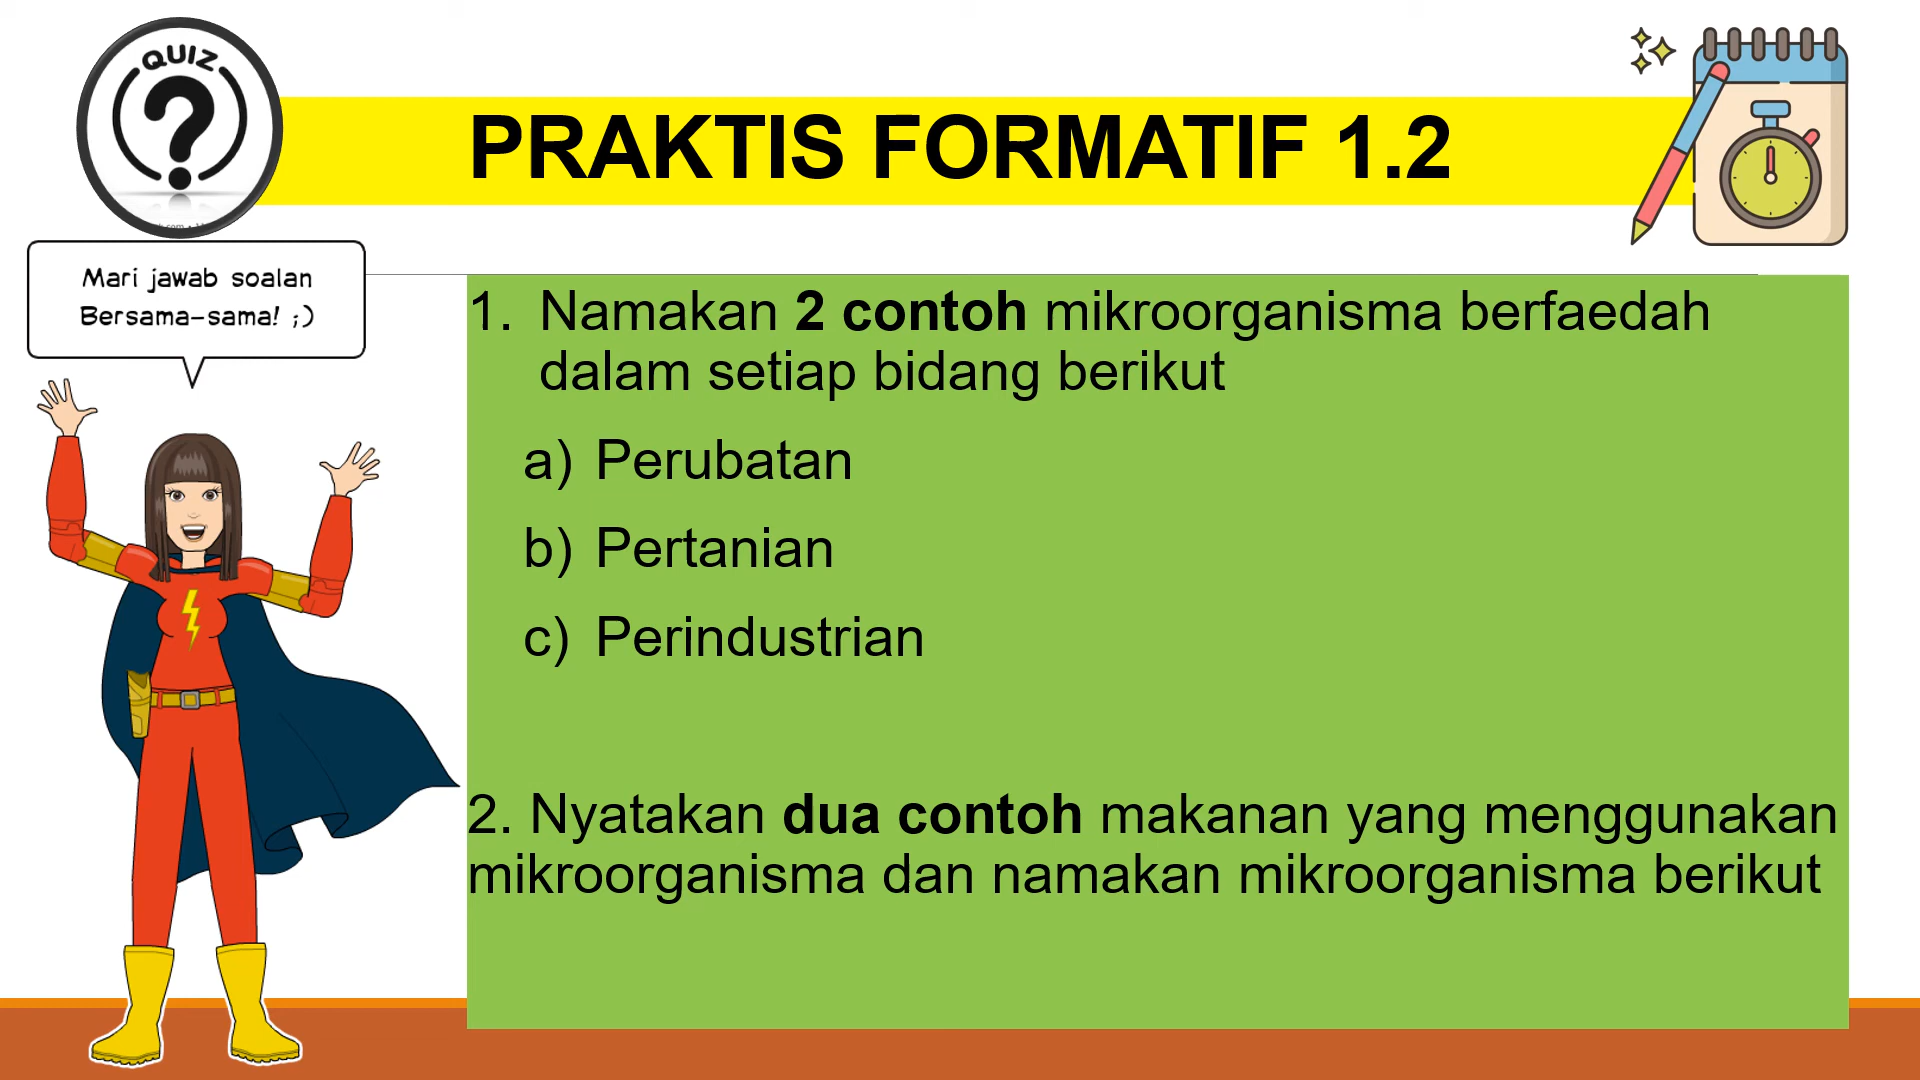 QUIZ
PRAKTIS FORMATIF 1.2
Mari jawab soalan
Bersama-sama! ;)
1. Namakan 2 contoh mikroorganisma berfaedah
dalam setiap bidang berikut
a) Perubatan
b) Pertanian
c) Perindustrian
2. Nyatakan dua contoh makanan yang menggunakan
mikroorganisma dan namakan mikroorganisma berikut